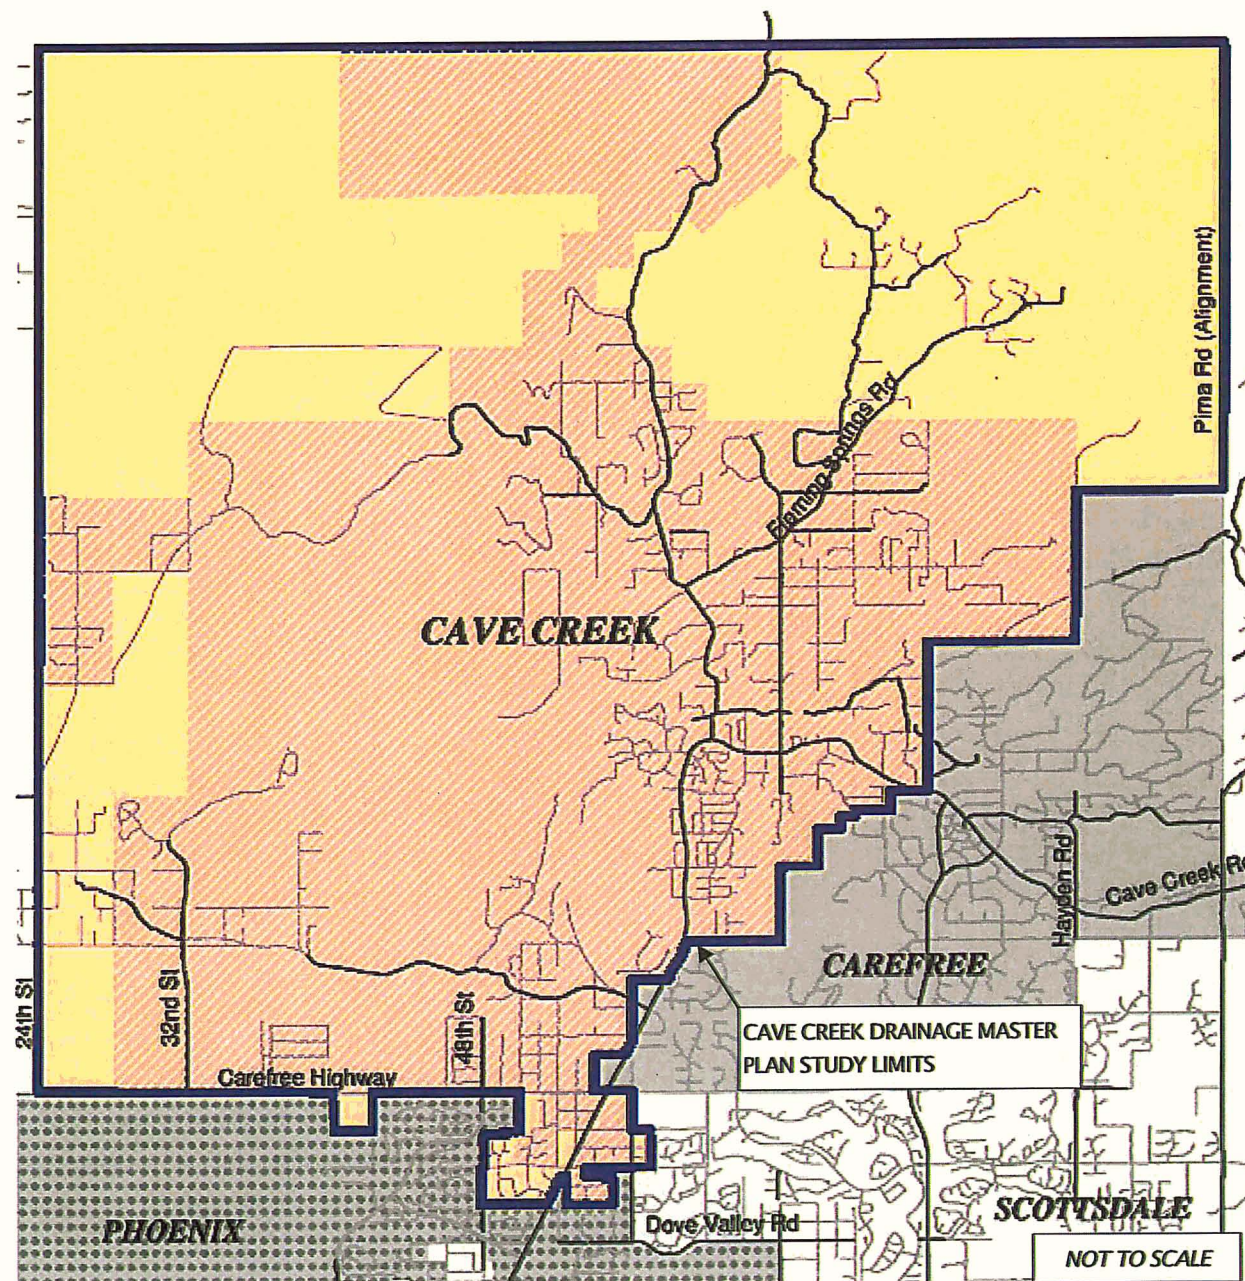 Pima Rd (Alignment)
Flaming Springs Rd
CAVE CREEK
Hayden Rd
Cave Creek Rd
CAREFREE
24th St
32nd St
48th St
CAVE CREEK DRAINAGE MASTER
PLAN STUDY LIMITS
Carefree Highway
PHOENIX
Dove Valley Rd
SCOTTSDALE
NOT TO SCALE